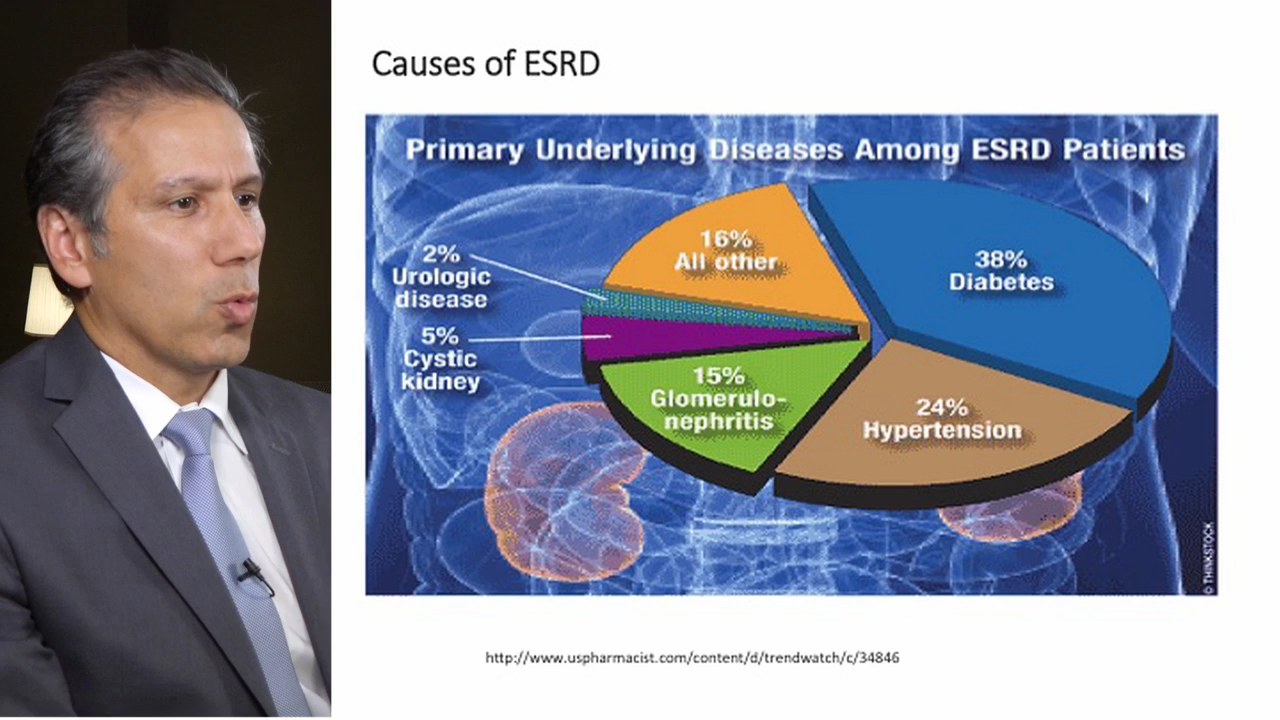 Causes of ESRD
Primary Underlying Diseases Among ESRD Patients
16%
All other
38%
Diabetes
2%
Urologic
disease
5%
Cystic
kidney
15%
Glomerulo-
nephritis
24%
Hypertension
© THINKSTOCK
http://www.uspharmacist.com/content/d/trendwatch/c/34846